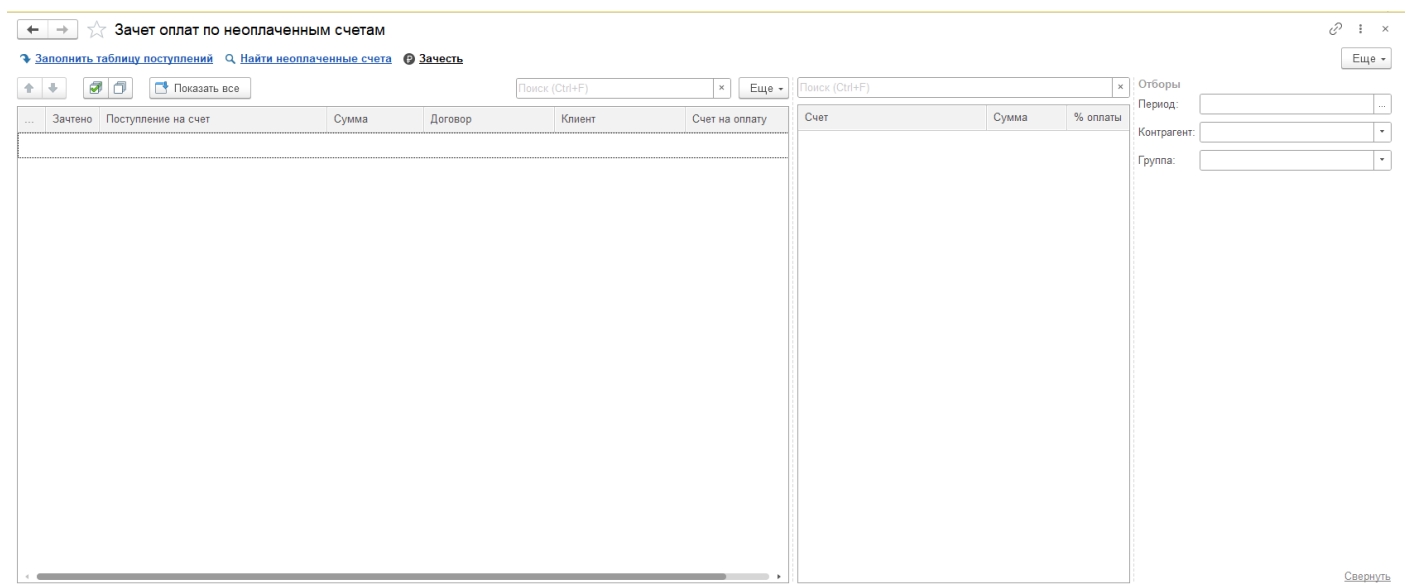 Зачет оплат по неоплаченным счетам
Заполнить таблицу поступлений Найти неоплаченные счета Зачесть Еще
Показать все Поиск (Ctrl+F) × Еще Поиск (Ctrl+F) × Отборы
... Зачтено Поступление на счет Сумма Договор Клиент Счет на оплату Счет Сумма % оплаты
Период: ...
Контрагент:
Группа:
Свернуть